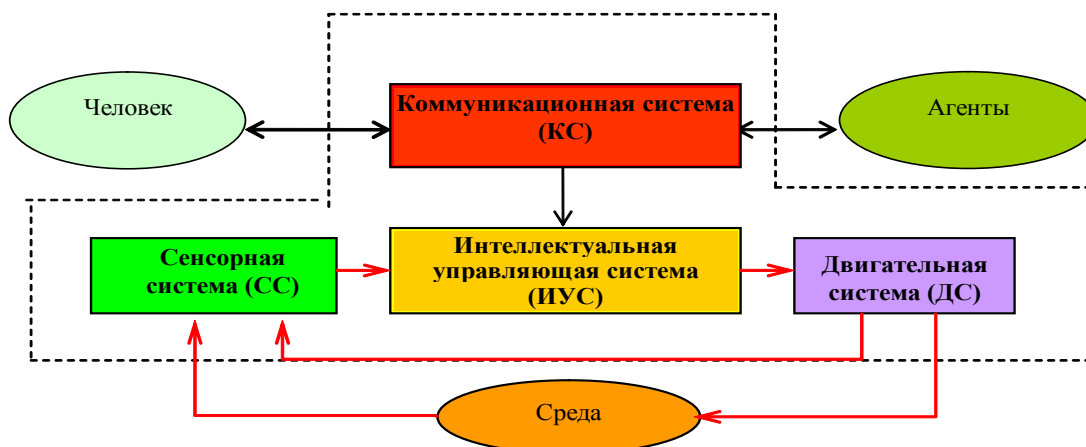 Человек
Коммуникационная система
(КС)
Агенты
Сенсорная
система (СС)
Интеллектуальная
управляющая система
(ИУС)
Двигательная
система (ДС)
Среда